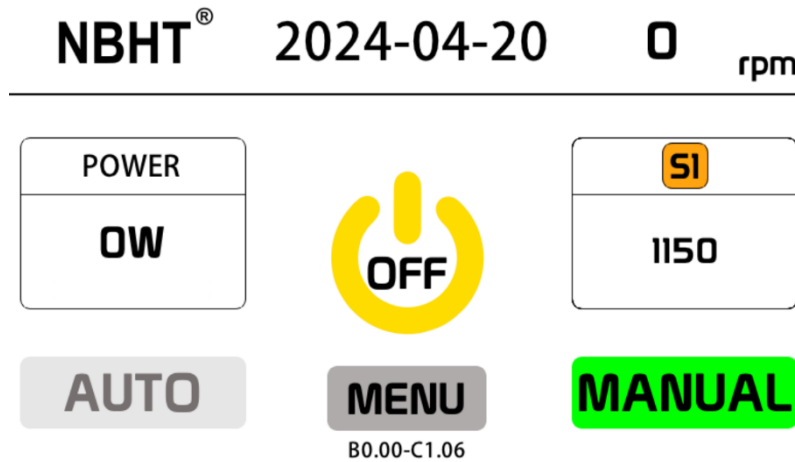 NBHT® 2024-04-20 0 rpm
POWER
S1
0W
OFF
1150
AUTO
MENU
MANUAL
B0.00-C1.06